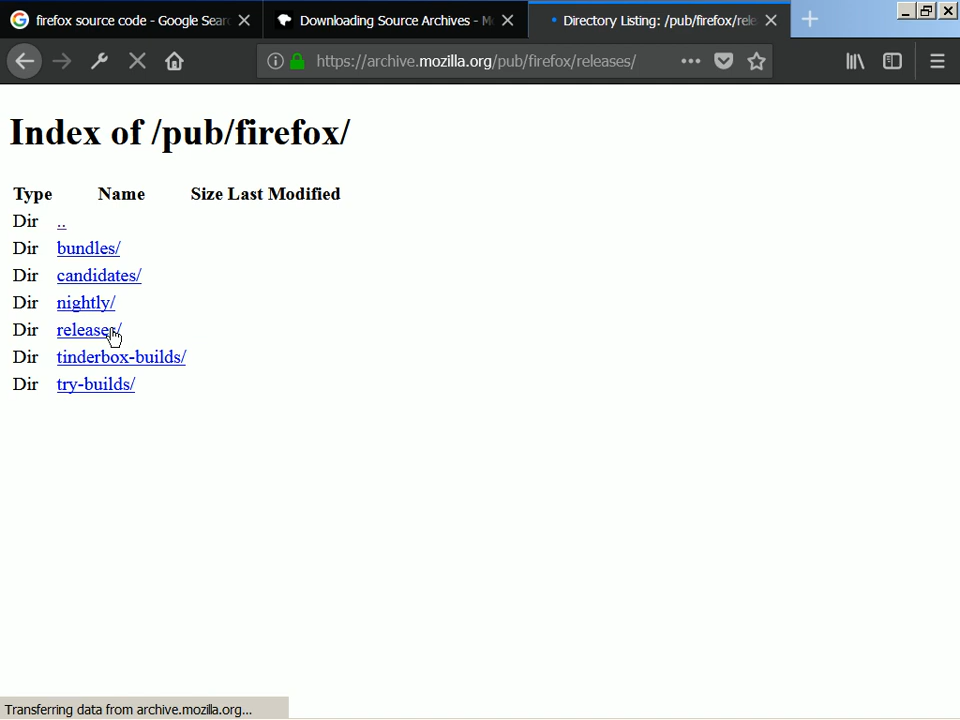 firefox source code - Google Sear
Downloading Source Archives - M
Directory Listing: /pub/firefox/rele
https://archive.mozilla.org/pub/firefox/releases/
Index of /pub/firefox/
Type Name Size Last Modified
Dir ..
Dir bundles/
Dir candidates/
Dir nightly/
Dir releases/
Dir tinderbox-builds/
Dir try-builds/
Transferring data from archive.mozilla.org...